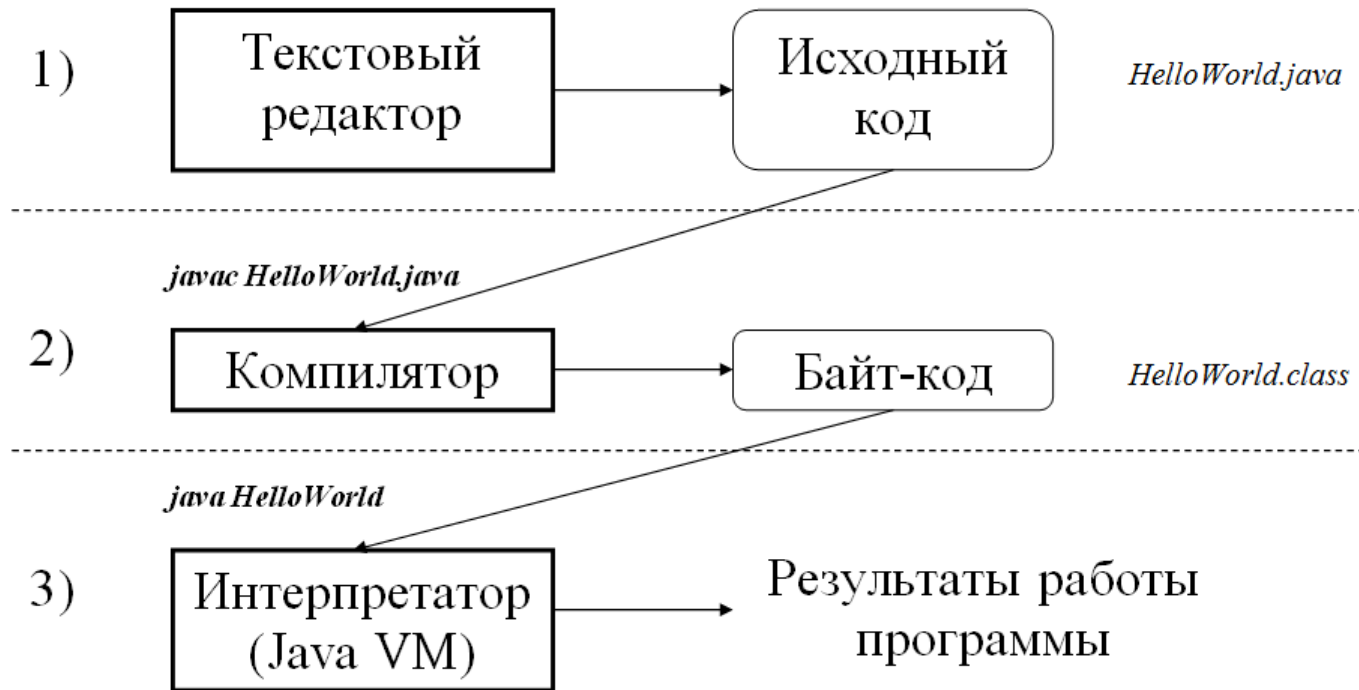 1)
Текстовый
редактор
Исходный
код
HelloWorld.java
javac HelloWorld.java
2)
Компилятор
Байт-код
HelloWorld.class
java HelloWorld
3)
Интерпретатор
(Java VM)
Результаты работы
программы